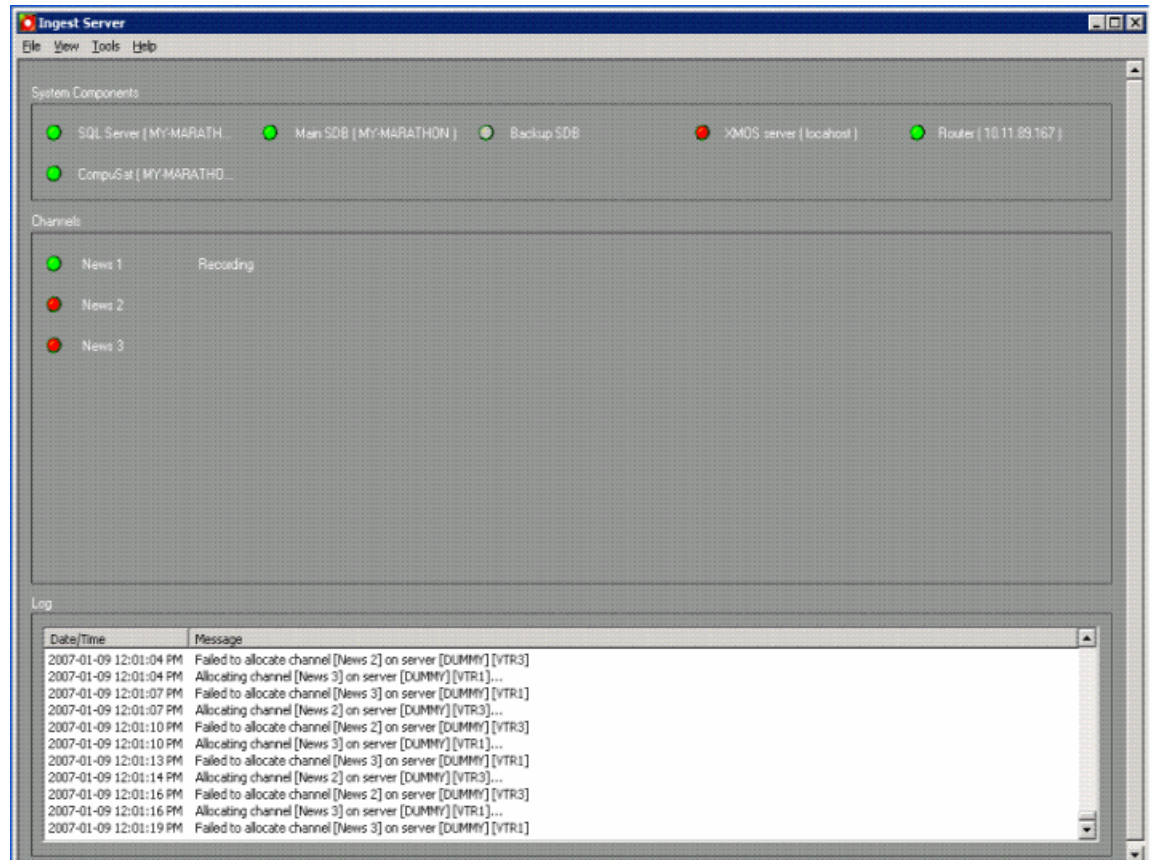 Ingest Server
File View Tools Help
System Components
SQL Server ( MY-MARATH... Main SDB ( MY-MARATHON ) Backup SDB XMOS server ( locahost ) Router ( 10.11.89.167 )
CompuSat ( MY-MARATHO...
Channels
News 1 Recording
News 2
News 3
Log
Date/Time Message
2007-01-09 12:01:04 PM Failed to allocate channel [News 2] on server [DUMMY] [VTR3]
2007-01-09 12:01:04 PM Allocating channel [News 3] on server [DUMMY] [VTR1]...
2007-01-09 12:01:07 PM Failed to allocate channel [News 3] on server [DUMMY] [VTR1]
2007-01-09 12:01:07 PM Allocating channel [News 2] on server [DUMMY] [VTR3]...
2007-01-09 12:01:10 PM Failed to allocate channel [News 2] on server [DUMMY] [VTR3]
2007-01-09 12:01:10 PM Allocating channel [News 3] on server [DUMMY] [VTR1]...
2007-01-09 12:01:13 PM Failed to allocate channel [News 3] on server [DUMMY] [VTR1]
2007-01-09 12:01:14 PM Allocating channel [News 2] on server [DUMMY] [VTR3]...
2007-01-09 12:01:16 PM Failed to allocate channel [News 2] on server [DUMMY] [VTR3]
2007-01-09 12:01:16 PM Allocating channel [News 3] on server [DUMMY] [VTR1]...
2007-01-09 12:01:19 PM Failed to allocate channel [News 3] on server [DUMMY] [VTR1]